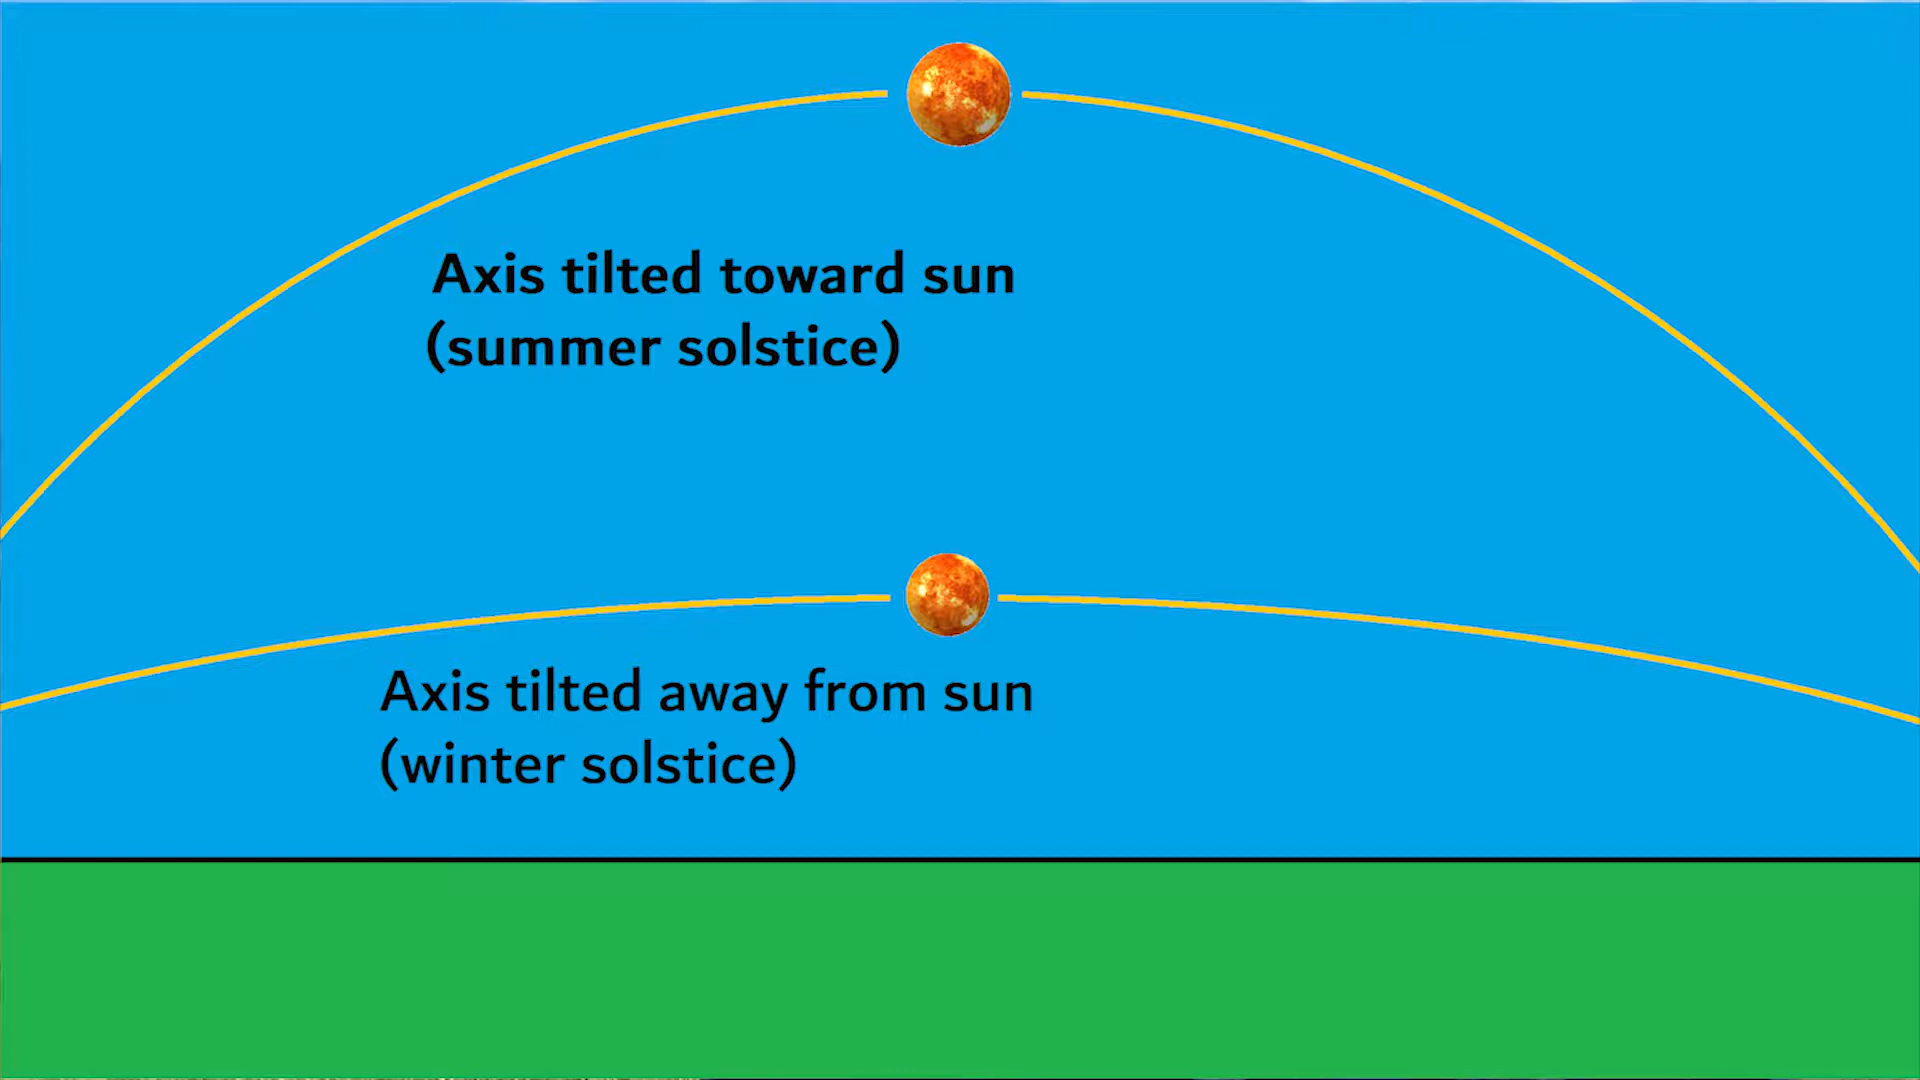 Axis tilted toward sun
(summer solstice)
Axis tilted away from sun
(winter solstice)